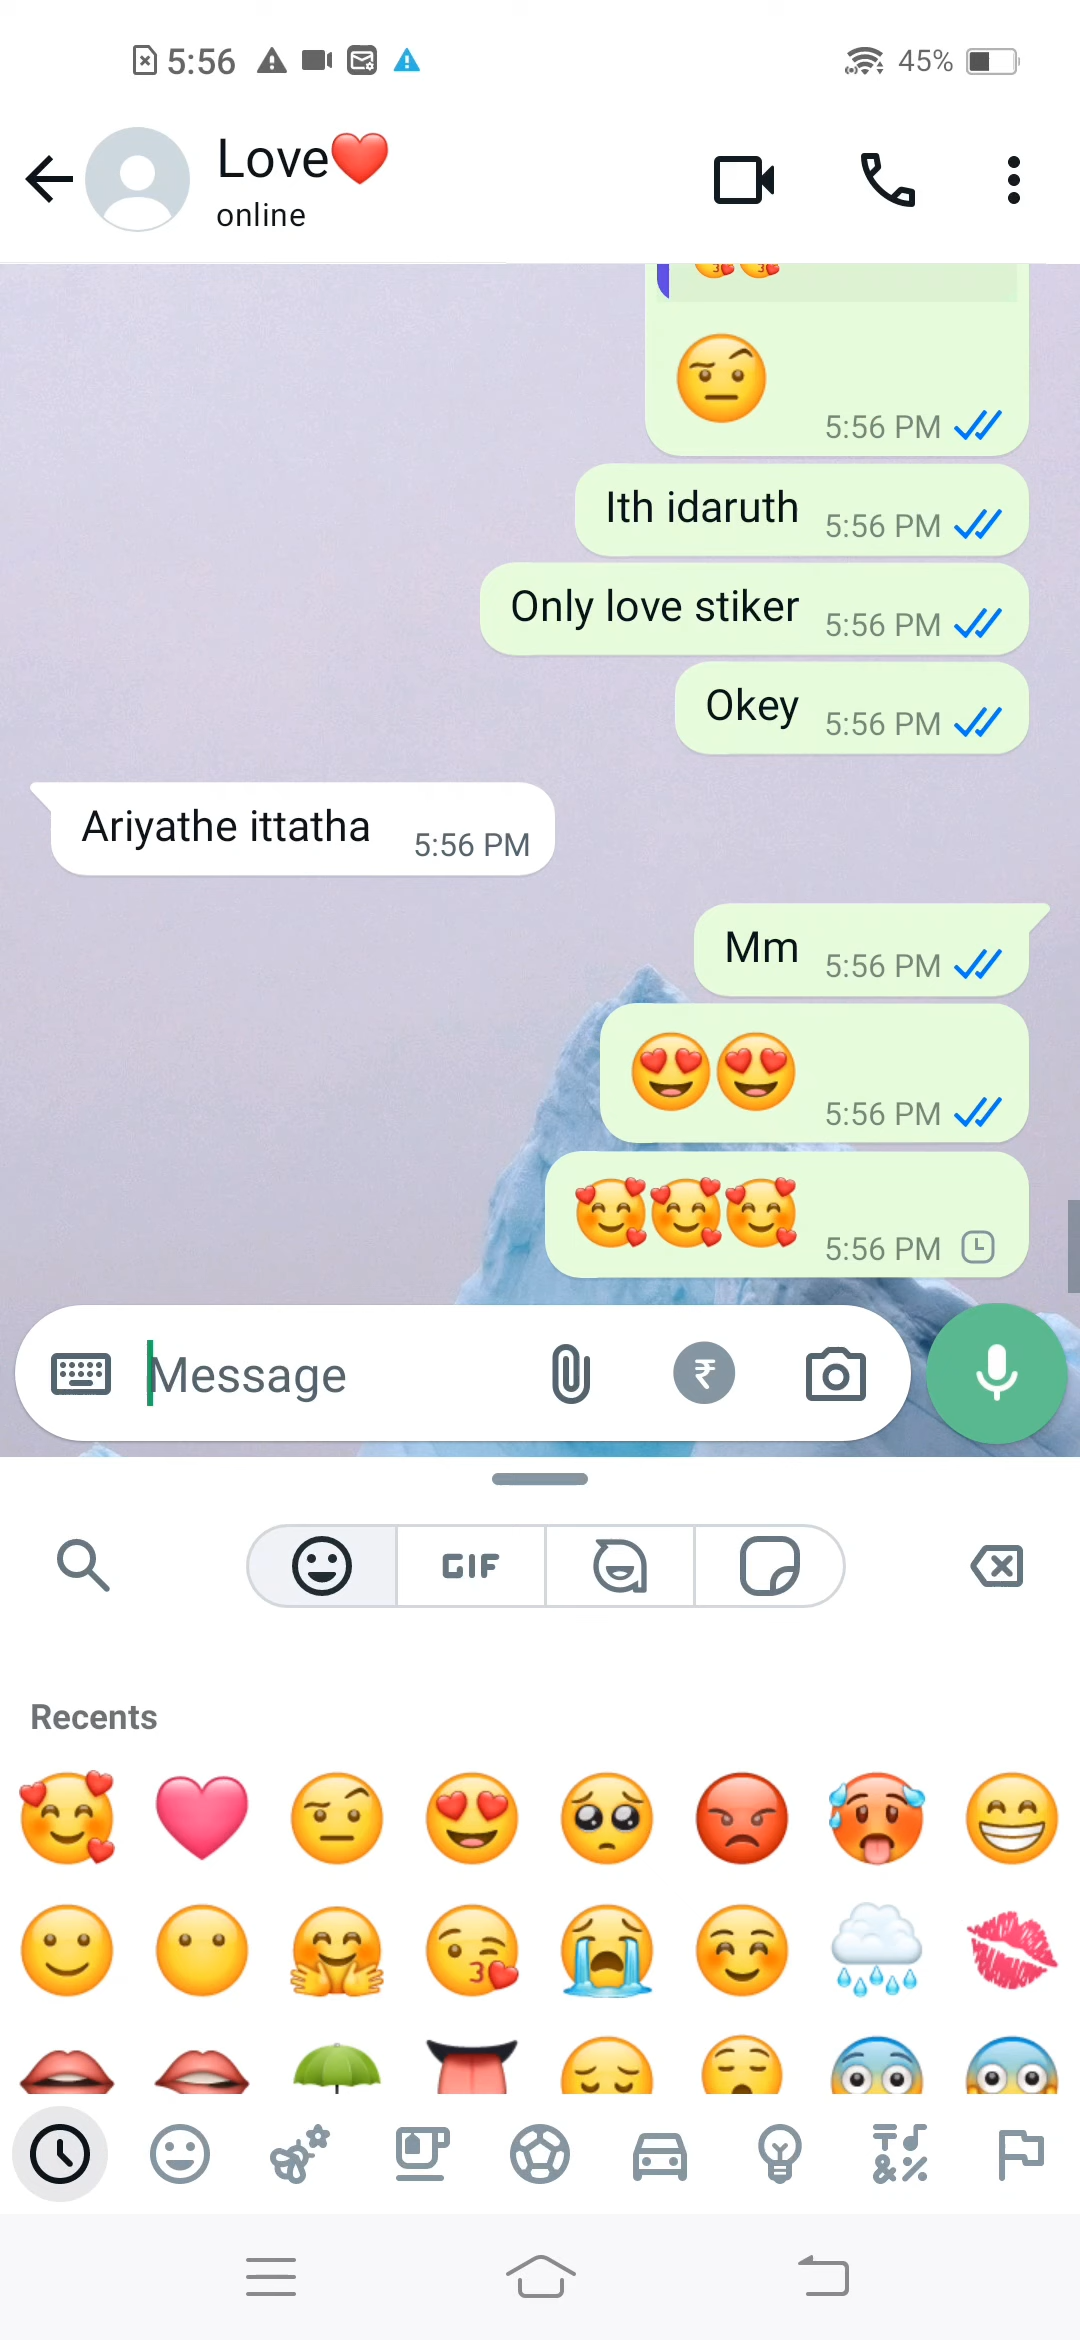 5:56
45%
Love❤️
online
🤨 5:56 PM
Ith idaruth 5:56 PM
Only love stiker 5:56 PM
Okey 5:56 PM
Ariyathe ittatha 5:56 PM
Mm 5:56 PM
😍😍 5:56 PM
🥰🥰🥰 5:56 PM
Message
GIF
Recents